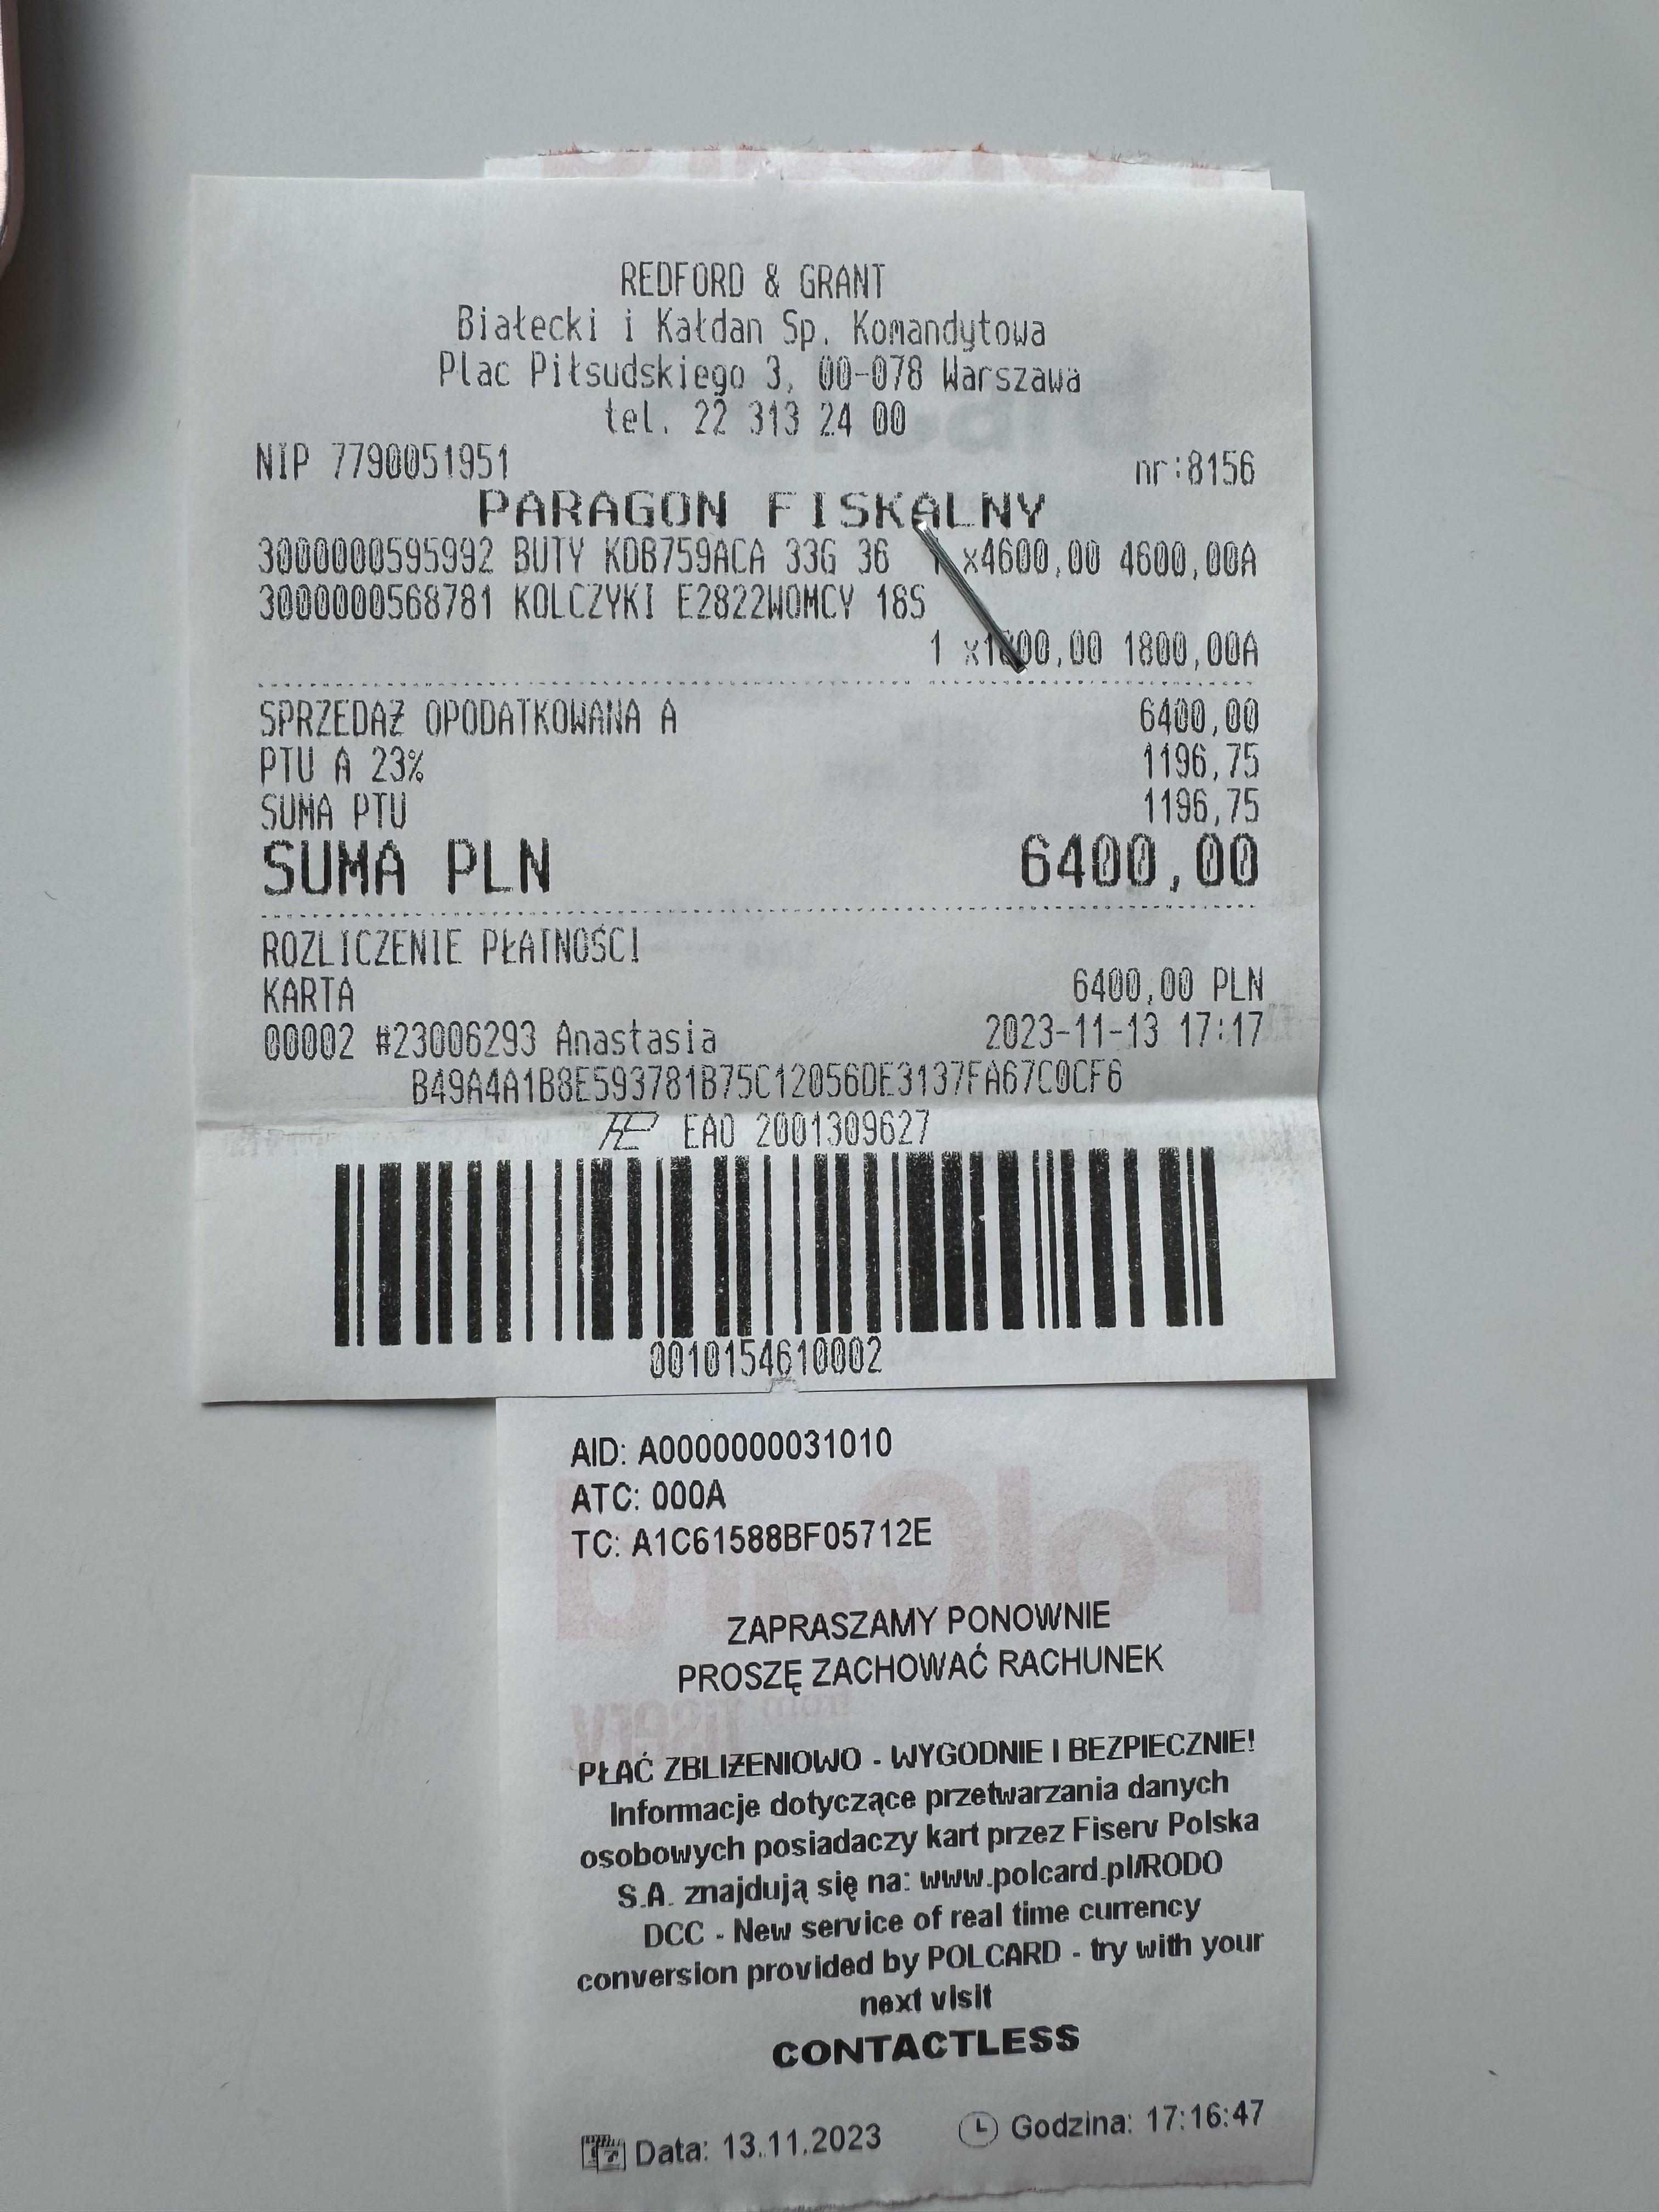 REDFORD & GRANT
Białecki i Kałdan Sp. Komandytowa
Plac Piłsudskiego 3, 00-078 Warszawa
tel. 22 313 24 00
NIP 7790051951 nr:8156
PARAGON FISKALNY
3000000595992 BUTY KDB759ACA 33G 36 1 x4600,00 4600,00A
3000000568781 KOLCZYKI E2822WOMCY 18S
1 x1800,00 1800,00A
SPRZEDAŻ OPODATKOWANA A 6400,00
PTU A 23% 1196,75
SUMA PTU 1196,75
SUMA PLN 6400,00
ROZLICZENIE PŁATNOŚCI
KARTA 6400,00 PLN
00002 #23006293 Anastasia 2023-11-13 17:17
B49A4A1B8E593781B75C12056DE3137FA67C0CF6
EAO 2001309627
0010154610002
AID: A0000000031010
ATC: 000A
TC: A1C61588BF05712E
ZAPRASZAMY PONOWNIE
PROSZĘ ZACHOWAĆ RACHUNEK
PŁAĆ ZBLIŻENIOWO - WYGODNIE I BEZPIECZNIE!
Informacje dotyczące przetwarzania danych
osobowych posiadaczy kart przez Fiserv Polska
S.A. znajdują się na: www.polcard.pl/RODO
DCC - New service of real time currency
conversion provided by POLCARD - try with your
next visit
CONTACTLESS
Data: 13.11.2023 Godzina: 17:16:47